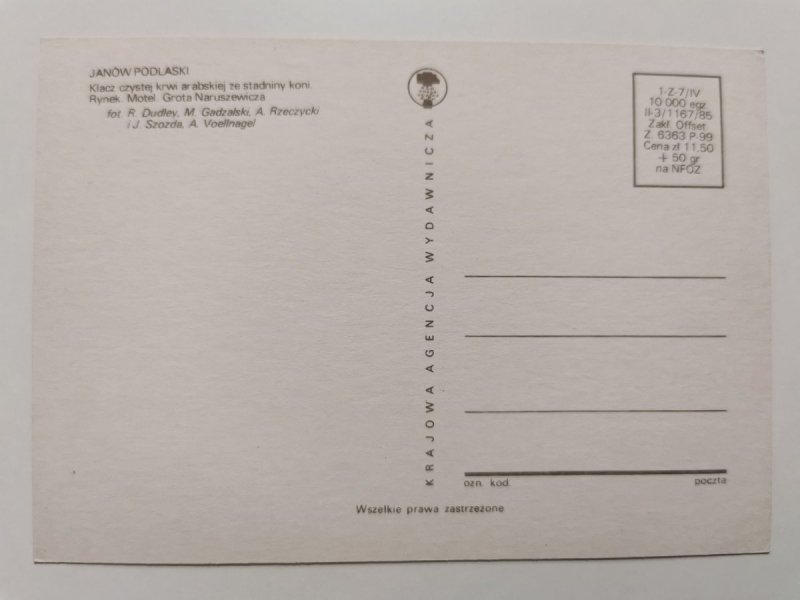 JANÓW PODLASKI
Klacz czystej krwi arabskiej ze stadniny koni.
Rynek. Motel. Grota Naruszewicza
fot. R. Dudley, M. Gadzalski, A. Rzeczycki
i J. Szozda, A. Voellnagel
KRAJOWA AGENCJA WYDAWNICZA
1-Z-7/IV
10 000 egz.
II-3/1167/85
Zakł. Offset.
Z. 6363 P-99
Cena zł 11,50
+ 50 gr
na NFOZ
ozn. kod.
poczta
Wszelkie prawa zastrzeżone